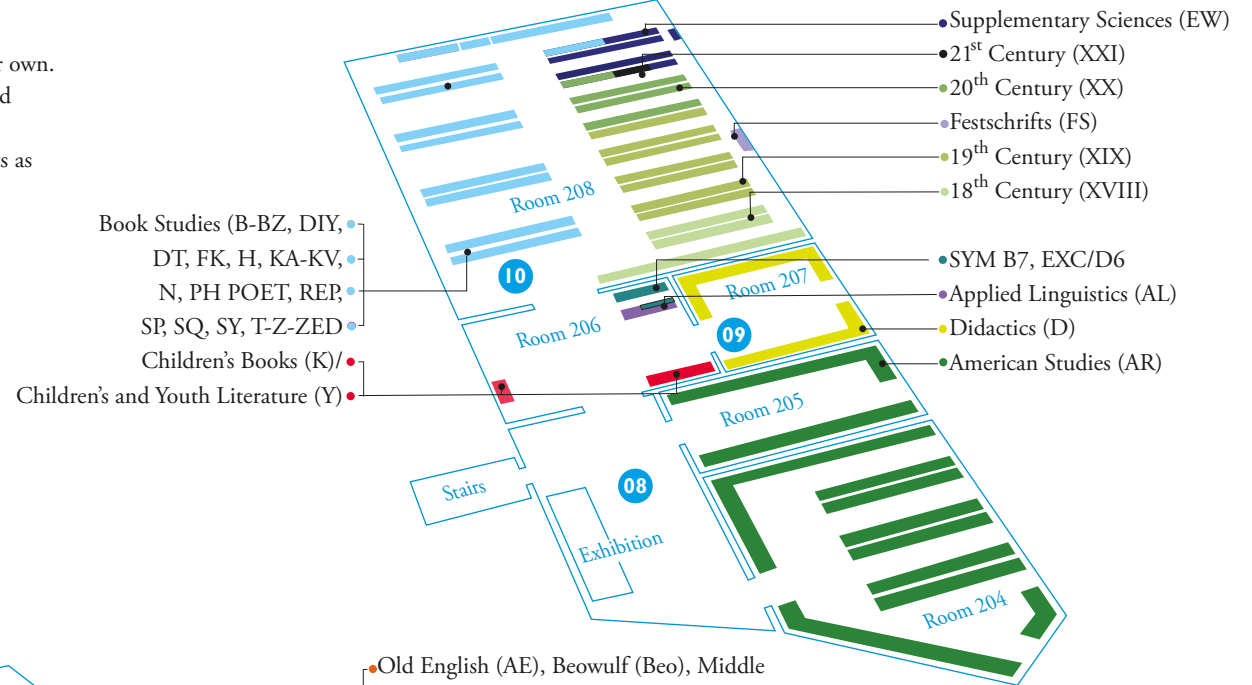 r own.
d
s as
Supplementary Sciences (EW)
21st Century (XXI)
20th Century (XX)
Festschrifts (FS)
19th Century (XIX)
18th Century (XVIII)
SYM B7, EXC/D6
Applied Linguistics (AL)
Didactics (D)
American Studies (AR)
Book Studies (B-BZ, DIY,
DT, FK, H, KA-KV,
N, PH POET, REP,
SP, SQ, SY, T-Z-ZED
Children's Books (K)/
Children's and Youth Literature (Y)
Room 208
10
Room 207
Room 206
09
Room 205
08
Stairs
Exhibition
Room 204
Old English (AE), Beowulf (Beo), Middle